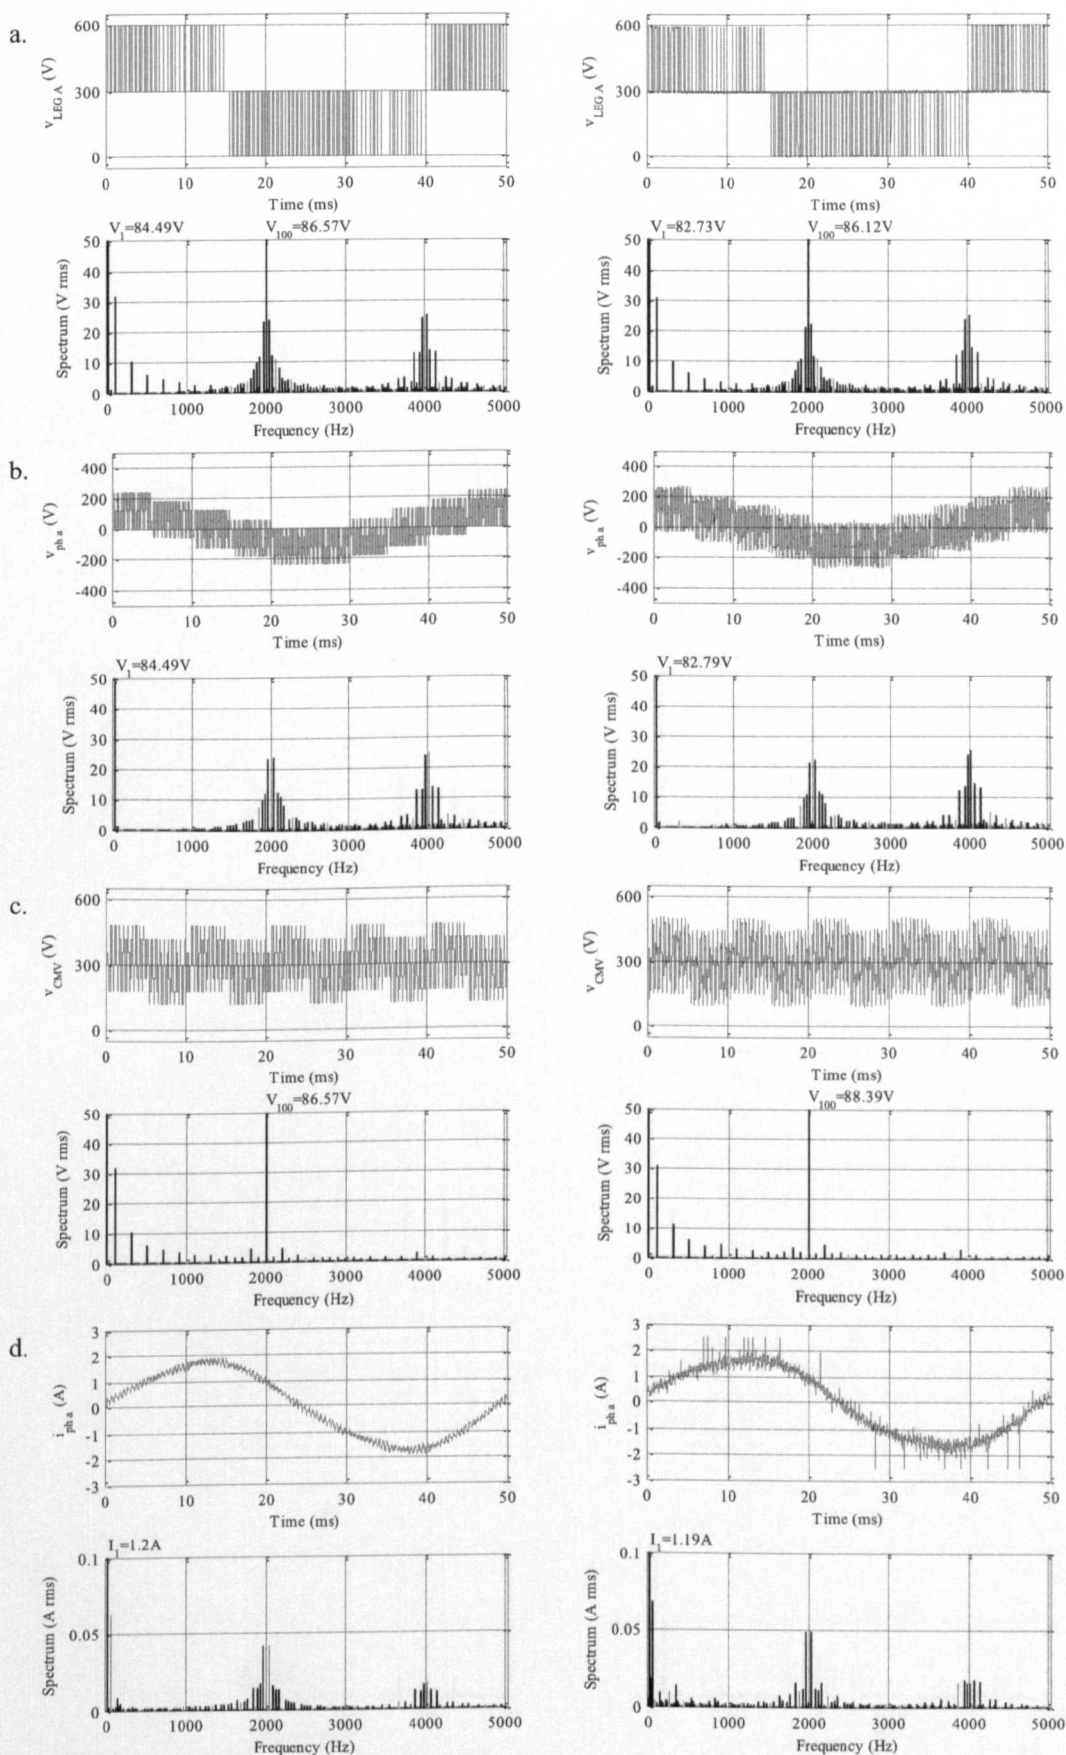 a.
v_LEG A (V)
600
300
0
0 10 20 30 40 50
Time (ms)
v_LEG A (V)
600
300
0
0 10 20 30 40 50
Time (ms)
V_1=84.49V V_100=86.57V
Spectrum (V rms)
50
40
30
20
10
0
0 1000 2000 3000 4000 5000
Frequency (Hz)
V_1=82.73V V_100=86.12V
Spectrum (V rms)
50
40
30
20
10
0
0 1000 2000 3000 4000 5000
Frequency (Hz)
b.
v_ph a (V)
400
200
0
-200
-400
0 10 20 30 40 50
Time (ms)
v_ph a (V)
400
200
0
-200
-400
0 10 20 30 40 50
Time (ms)
V_1=84.49V
Spectrum (V rms)
50
40
30
20
10
0
0 1000 2000 3000 4000 5000
Frequency (Hz)
V_1=82.79V
Spectrum (V rms)
50
40
30
20
10
0
0 1000 2000 3000 4000 5000
Frequency (Hz)
c.
v_CMV (V)
600
300
0
0 10 20 30 40 50
Time (ms)
v_CMV (V)
600
300
0
0 10 20 30 40 50
Time (ms)
V_100=86.57V
Spectrum (V rms)
50
40
30
20
10
0
0 1000 2000 3000 4000 5000
Frequency (Hz)
V_100=88.39V
Spectrum (V rms)
50
40
30
20
10
0
0 1000 2000 3000 4000 5000
Frequency (Hz)
d.
i_ph a (A)
3
2
1
0
-1
-2
-3
0 10 20 30 40 50
Time (ms)
i_ph a (A)
3
2
1
0
-1
-2
-3
0 10 20 30 40 50
Time (ms)
I_1=1.2A
Spectrum (A rms)
0.1
0.05
0
0 1000 2000 3000 4000 5000
Frequency (Hz)
I_1=1.19A
Spectrum (A rms)
0.1
0.05
0
0 1000 2000 3000 4000 5000
Frequency (Hz)